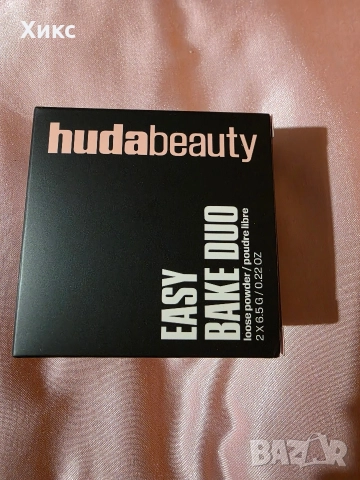 Хикс
hudabeauty
EASY
BAKE DUO
loose powder / poudre libre
2 X 6.5 G / 0.22 OZ
BAZAR